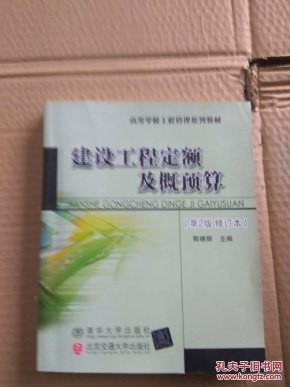 高等学校工程管理系列教材
建设工程定额
及概预算
JIANSHE GONGCHENG DINGE JI GAIYUSUAN
（第2版 修订本）
郭婧娟 主编
清华大学出版社
北京交通大学出版社
孔夫子旧书网